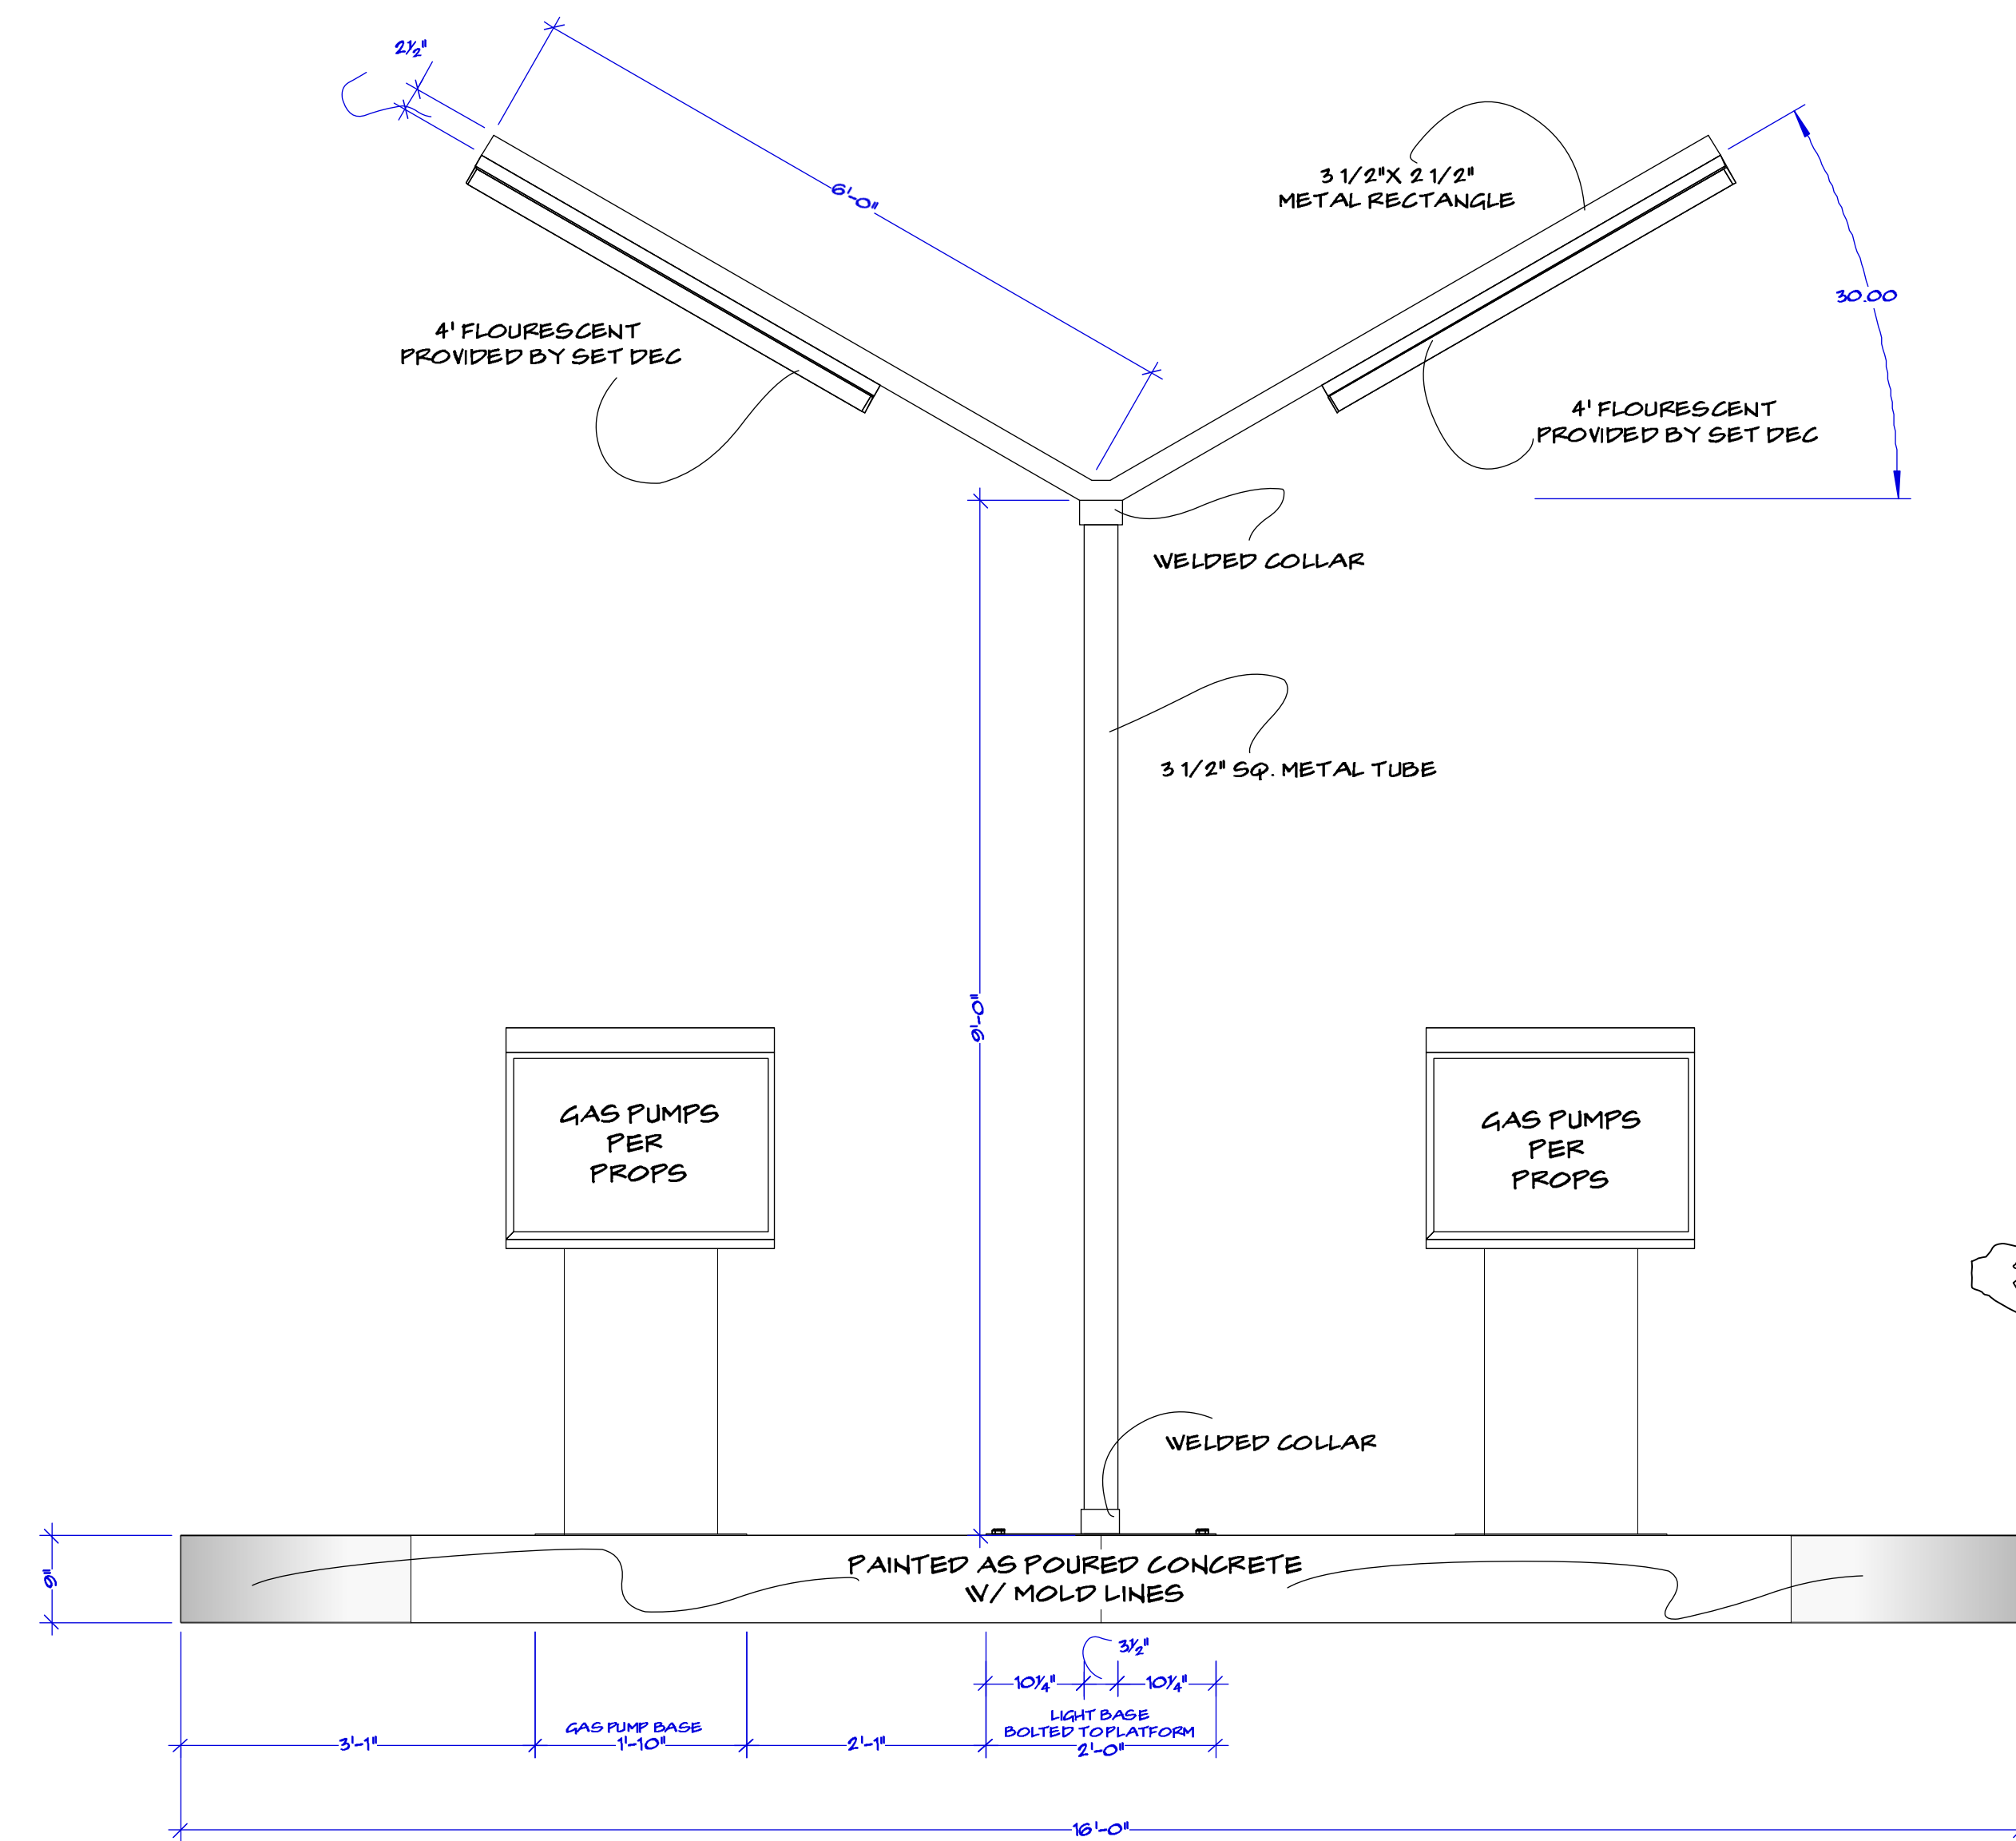 2½"
6'-0"
3 1/2"X 2 1/2"
METAL RECTANGLE
30.00
4' FLOURESCENT
PROVIDED BY SET DEC
4' FLOURESCENT
PROVIDED BY SET DEC
WELDED COLLAR
3 1/2" SQ. METAL TUBE
9'-0"
GAS PUMPS
PER
PROPS
GAS PUMPS
PER
PROPS
WELDED COLLAR
9"
PAINTED AS POURED CONCRETE
W/ MOLD LINES
3½"
10¼"
10¼"
LIGHT BASE
BOLTED TO PLATFORM
2'-0"
GAS PUMP BASE
3'-1"
1'-10"
2'-1"
16'-0"